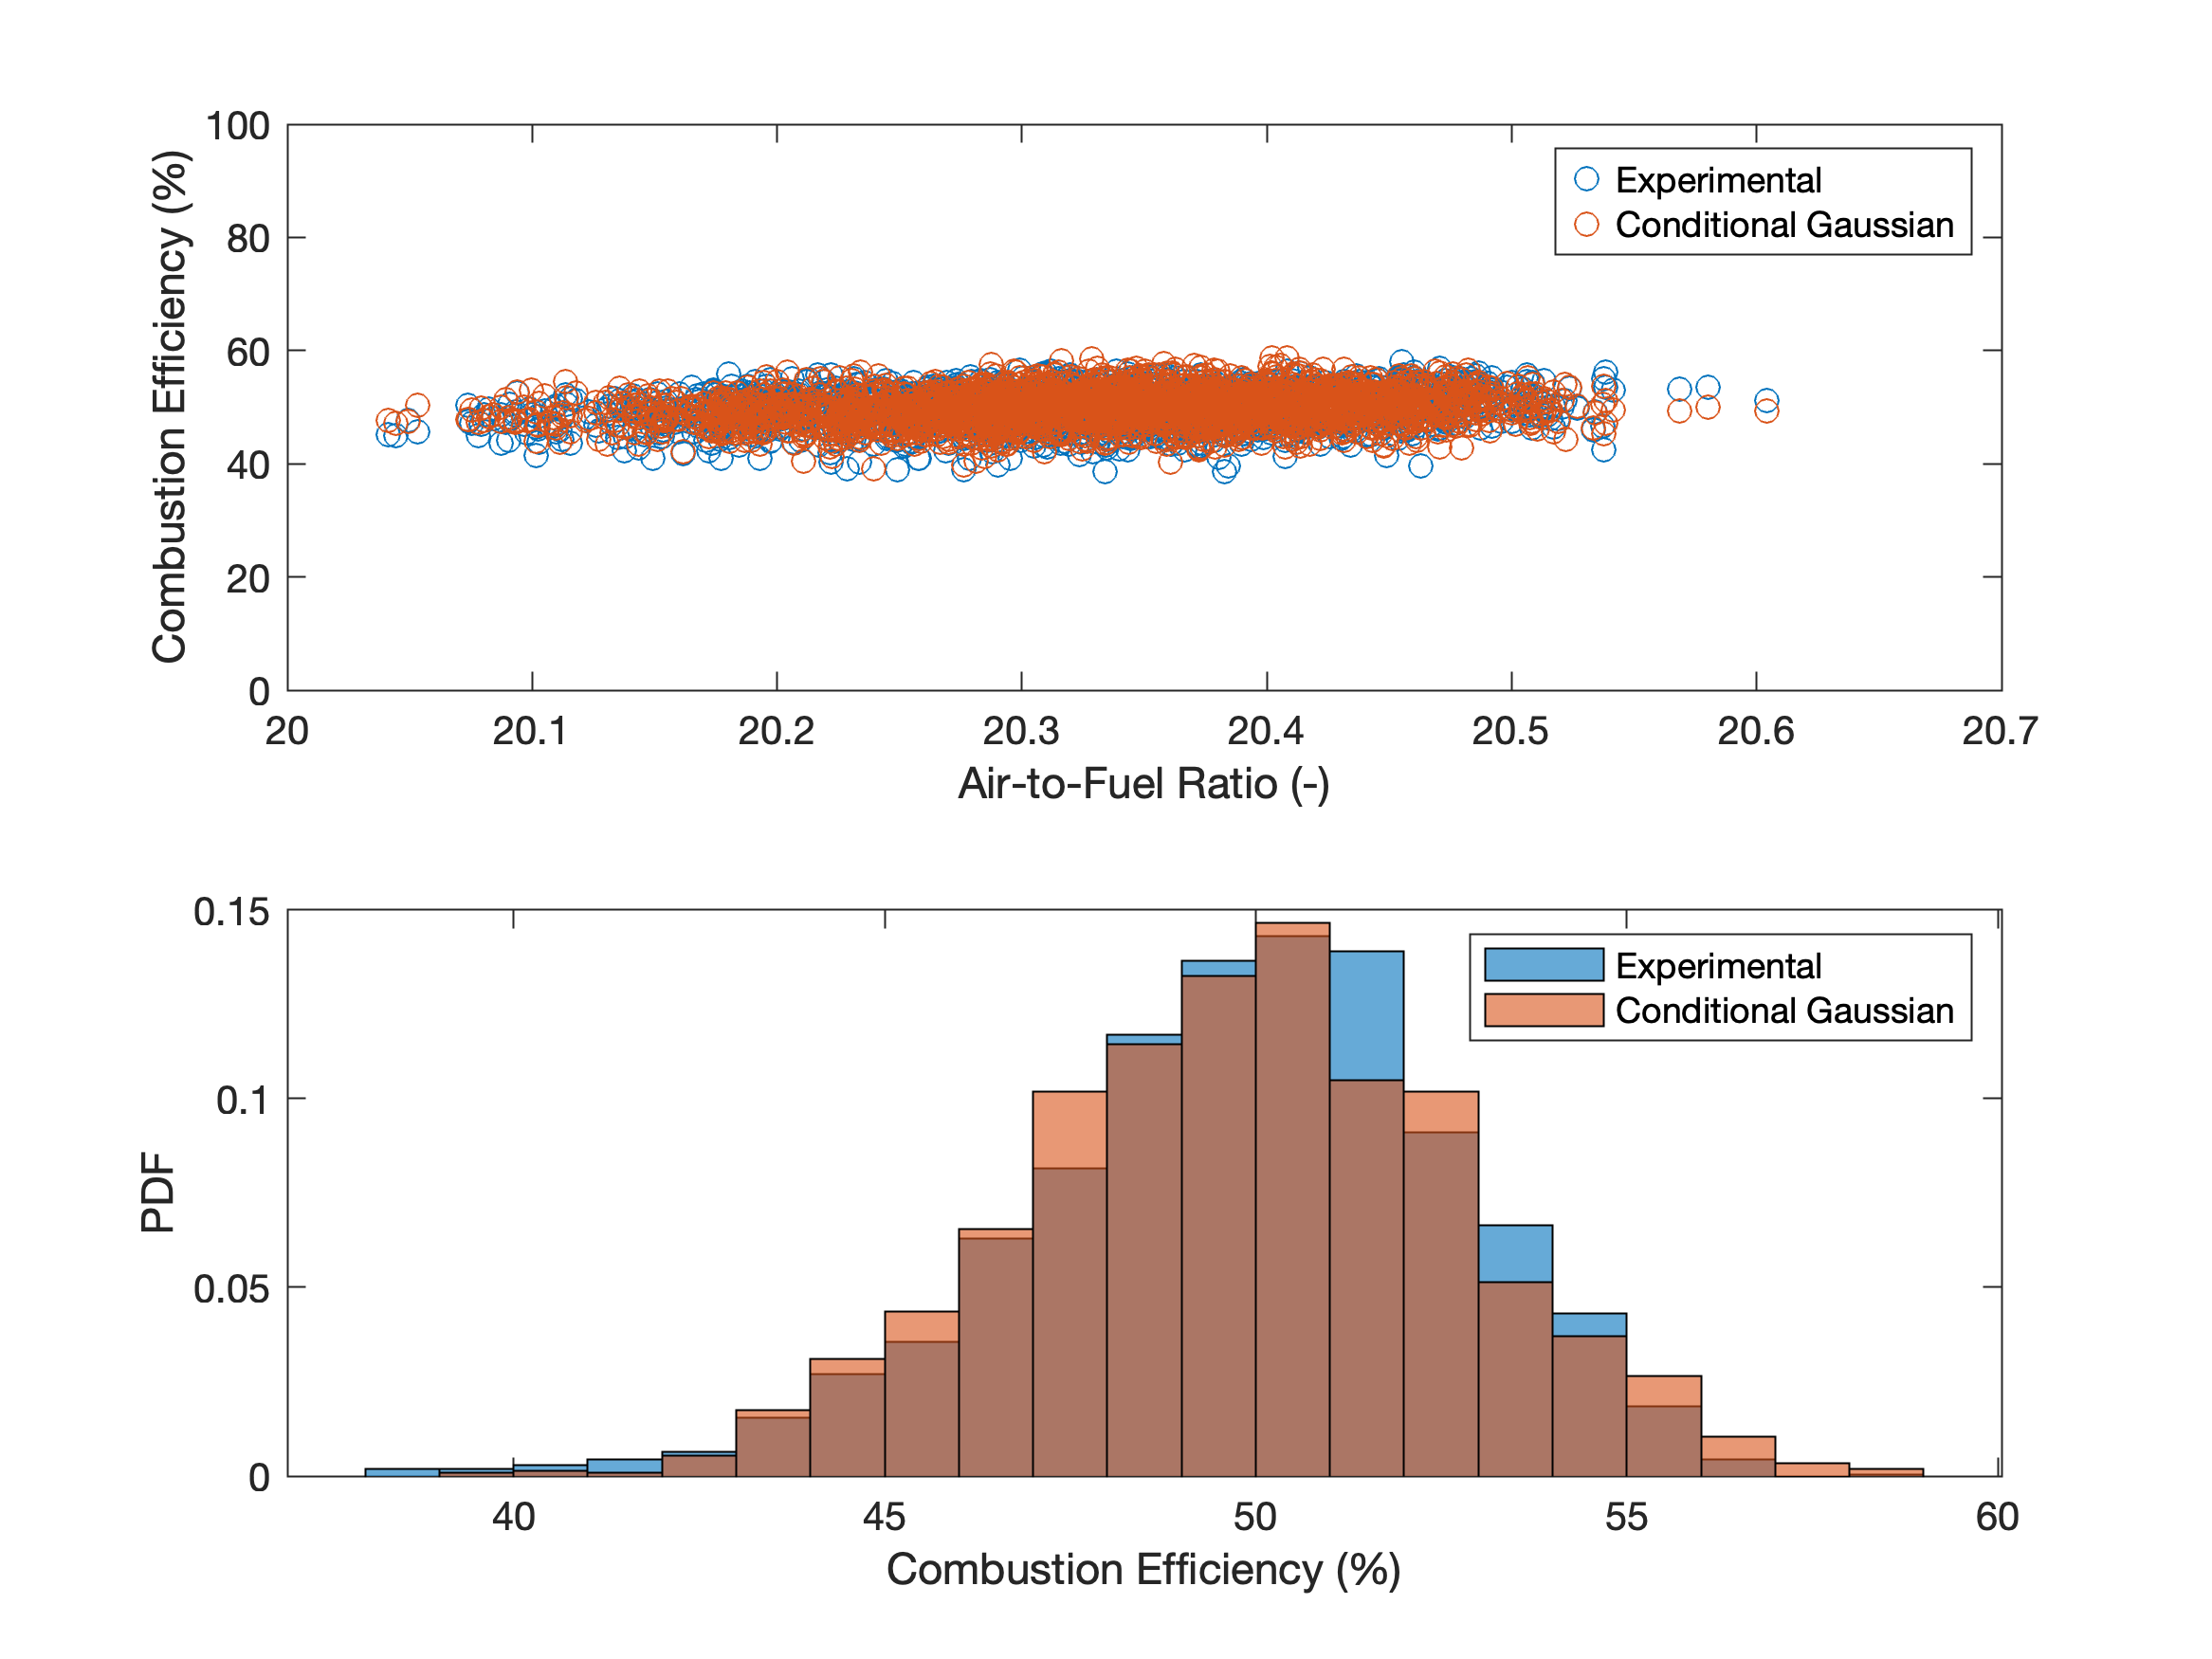 100
80
60
40
20
0
Combustion Efficiency (%)
Experimental
Conditional Gaussian
20 20.1 20.2 20.3 20.4 20.5 20.6 20.7
Air-to-Fuel Ratio (-)
0.15
0.1
0.05
0
PDF
Experimental
Conditional Gaussian
40 45 50 55 60
Combustion Efficiency (%)